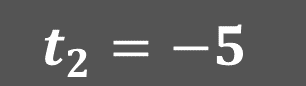 t₂ = −5